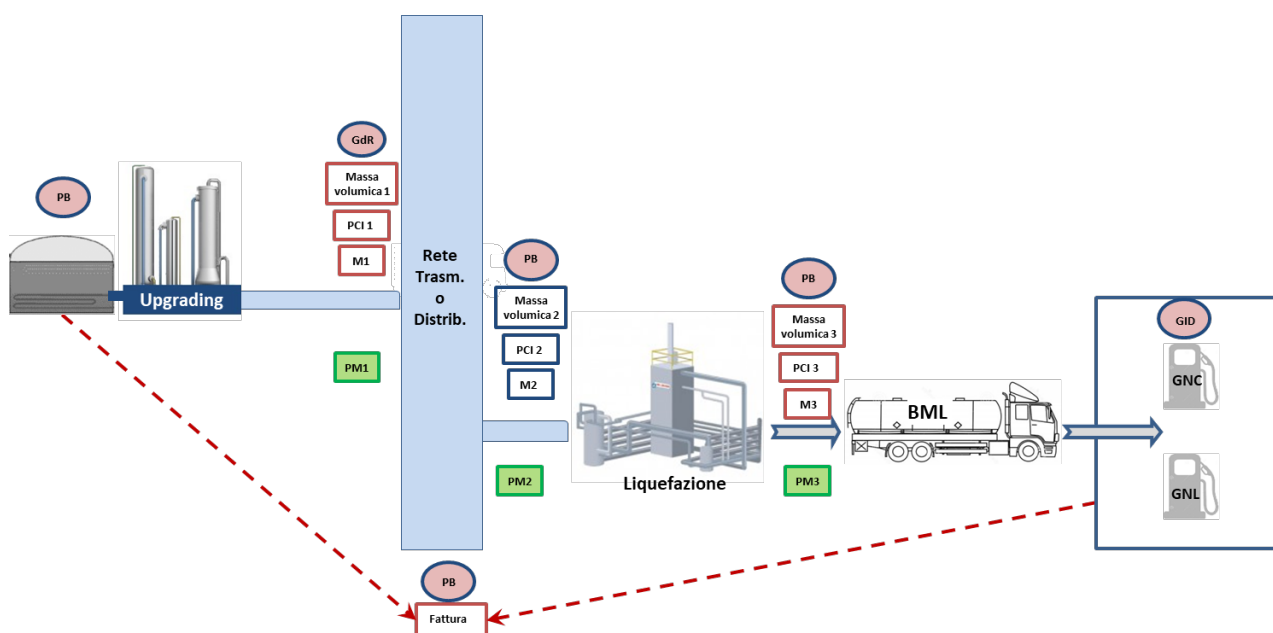 PB
Upgrading
GdR
Massa
volumica 1
PCI 1
M1
PM1
Rete
Trasm.
o
Distrib.
PB
Massa
volumica 2
PCI 2
M2
PM2
Liquefazione
PB
Massa
volumica 3
PCI 3
M3
PM3
BML
GID
GNC
GNL
PB
Fattura